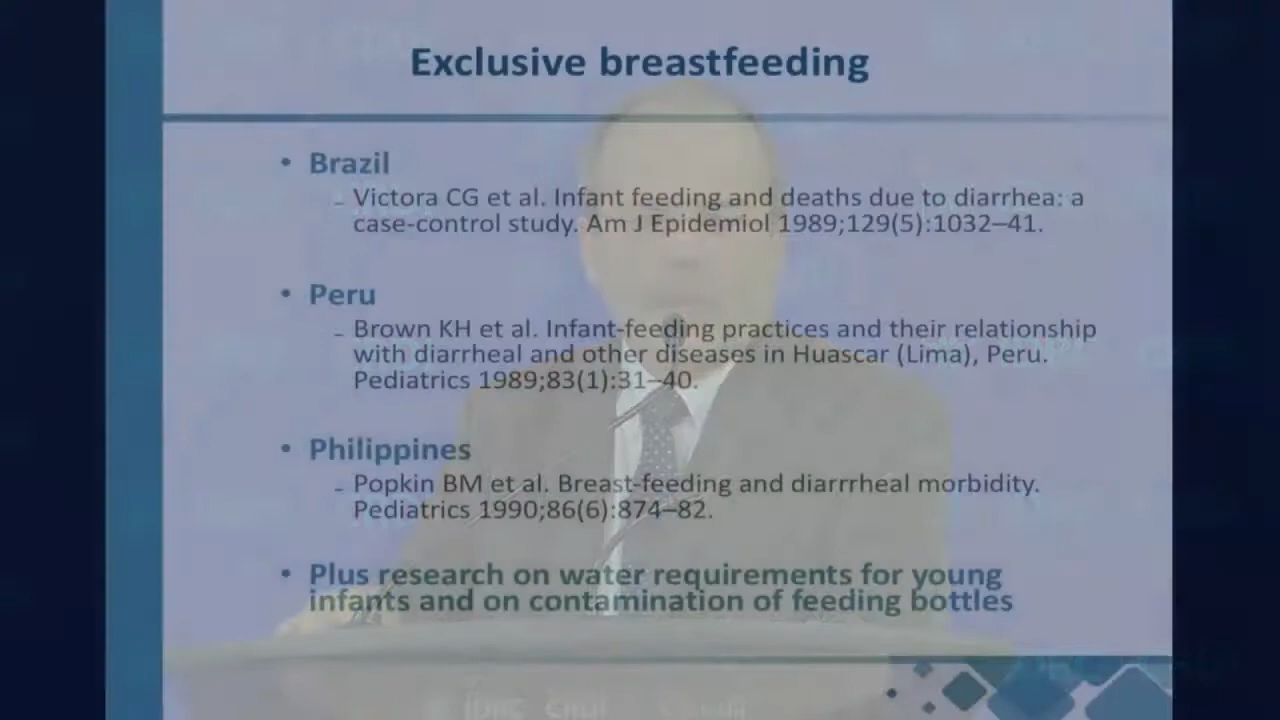 Exclusive breastfeeding
• Brazil
- Victora CG et al. Infant feeding and deaths due to diarrhea: a
case-control study. Am J Epidemiol 1989;129(5):1032–41.
• Peru
- Brown KH et al. Infant-feeding practices and their relationship
with diarrheal and other diseases in Huascar (Lima), Peru.
Pediatrics 1989;83(1):31–40.
• Philippines
- Popkin BM et al. Breast-feeding and diarrrheal morbidity.
Pediatrics 1990;86(6):874–82.
• Plus research on water requirements for young
infants and on contamination of feeding bottles